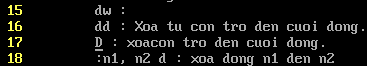 15 dw :
16 dd : Xoa tu con tro den cuoi dong.
17 D : xoacon tro den cuoi dong.
18 :n1, n2 d : xoa dong n1 den n2